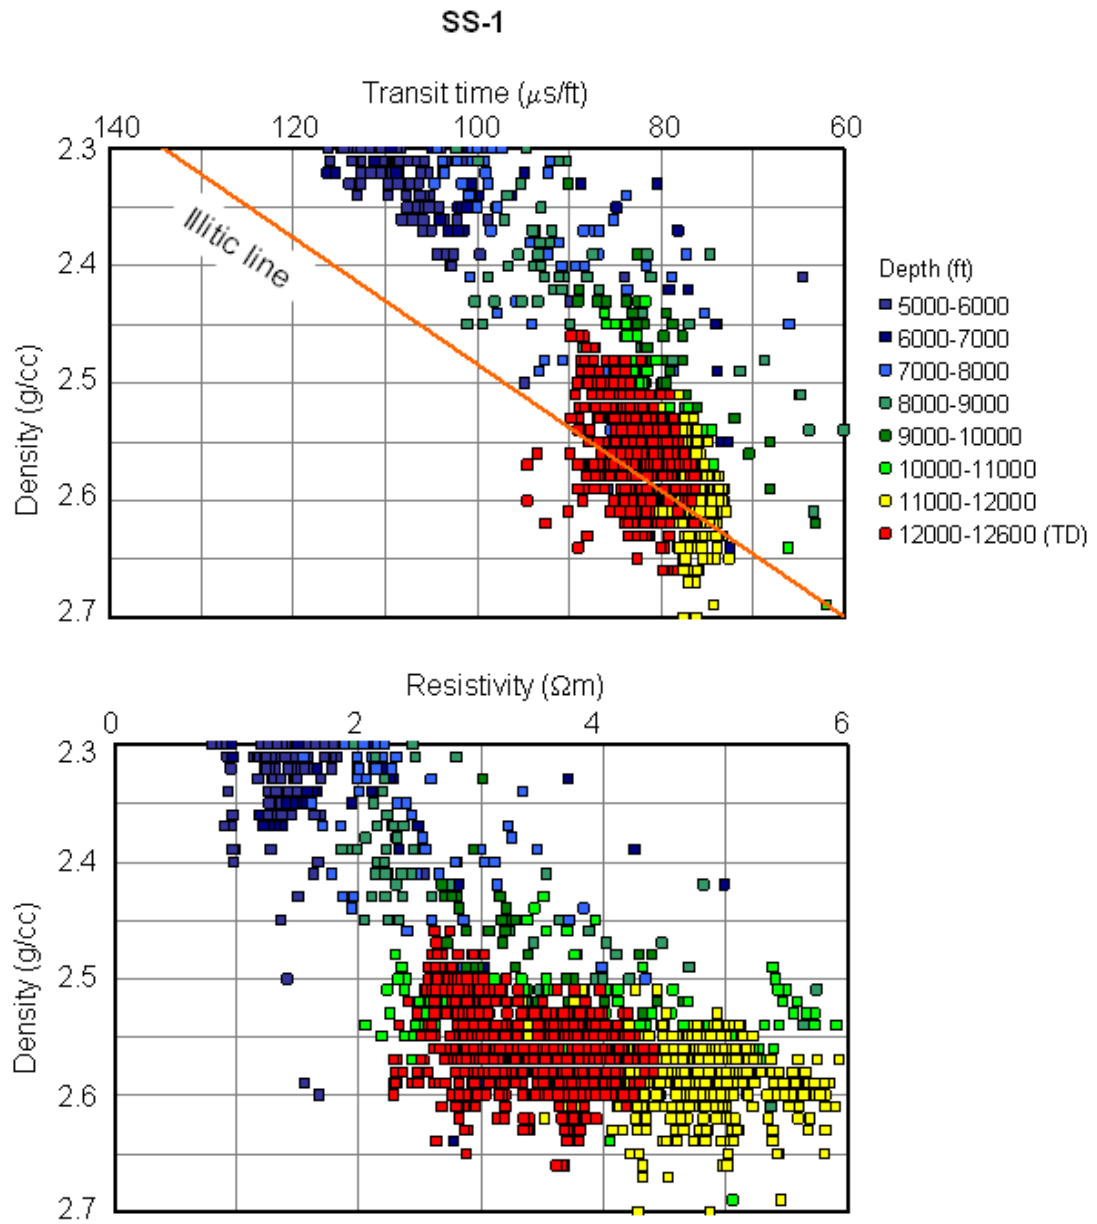 SS-1
Transit time (μs/ft)
140 120 100 80 60
2.3
2.4
2.5
2.6
2.7
Density (g/cc)
Illitic line
Depth (ft)
5000-6000
6000-7000
7000-8000
8000-9000
9000-10000
10000-11000
11000-12000
12000-12600 (TD)
Resistivity (Ωm)
0 2 4 6
2.3
2.4
2.5
2.6
2.7
Density (g/cc)